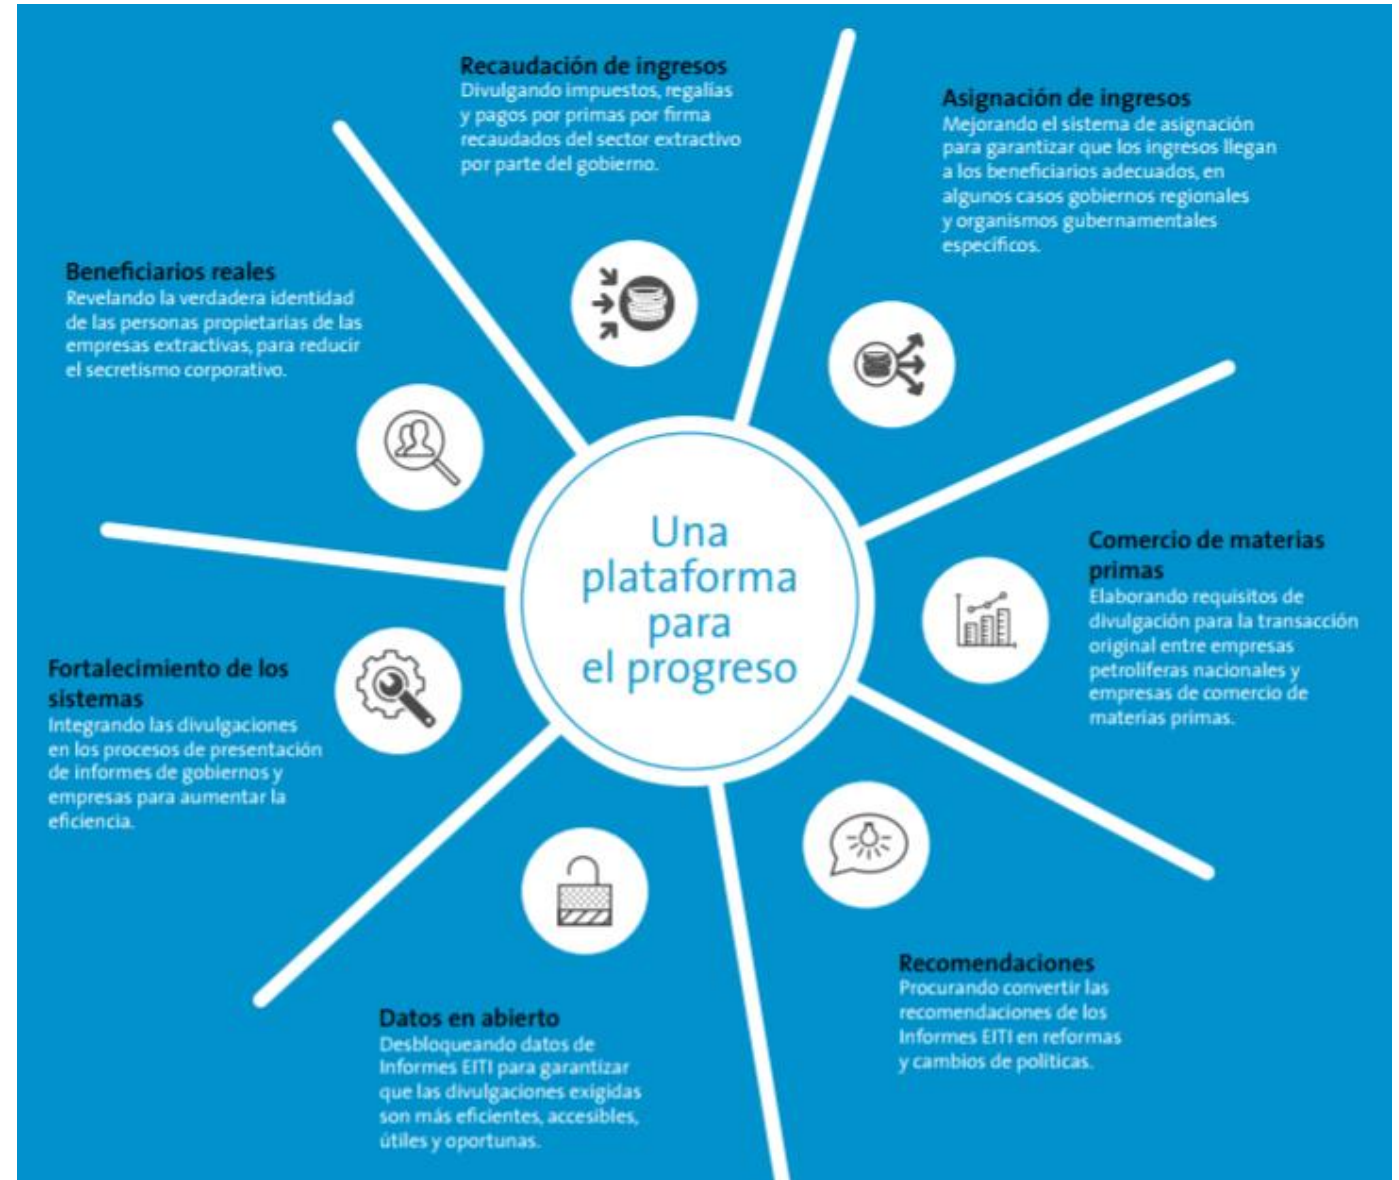 Recaudación de ingresos
Divulgando impuestos, regalías
y pagos por primas por firma
recaudados del sector extractivo
por parte del gobierno.
Asignación de ingresos
Mejorando el sistema de asignación
para garantizar que los ingresos llegan
a los beneficiarios adecuados, en
algunos casos gobiernos regionales
y organismos gubernamentales
específicos.
Beneficiarios reales
Revelando la verdadera identidad
de las personas propietarias de las
empresas extractivas, para reducir
el secretismo corporativo.
Una
plataforma
para
el progreso
Comercio de materias
primas
Elaborando requisitos de
divulgación para la transacción
original entre empresas
petrolíferas nacionales y
empresas de comercio de
materias primas.
Fortalecimiento de los
sistemas
Integrando las divulgaciones
en los procesos de presentación
de informes de gobiernos y
empresas para aumentar la
eficiencia.
Recomendaciones
Procurando convertir las
recomendaciones de los
Informes EITI en reformas
y cambios de políticas.
Datos en abierto
Desbloqueando datos de
Informes EITI para garantizar
que las divulgaciones exigidas
son más eficientes, accesibles,
útiles y oportunas.